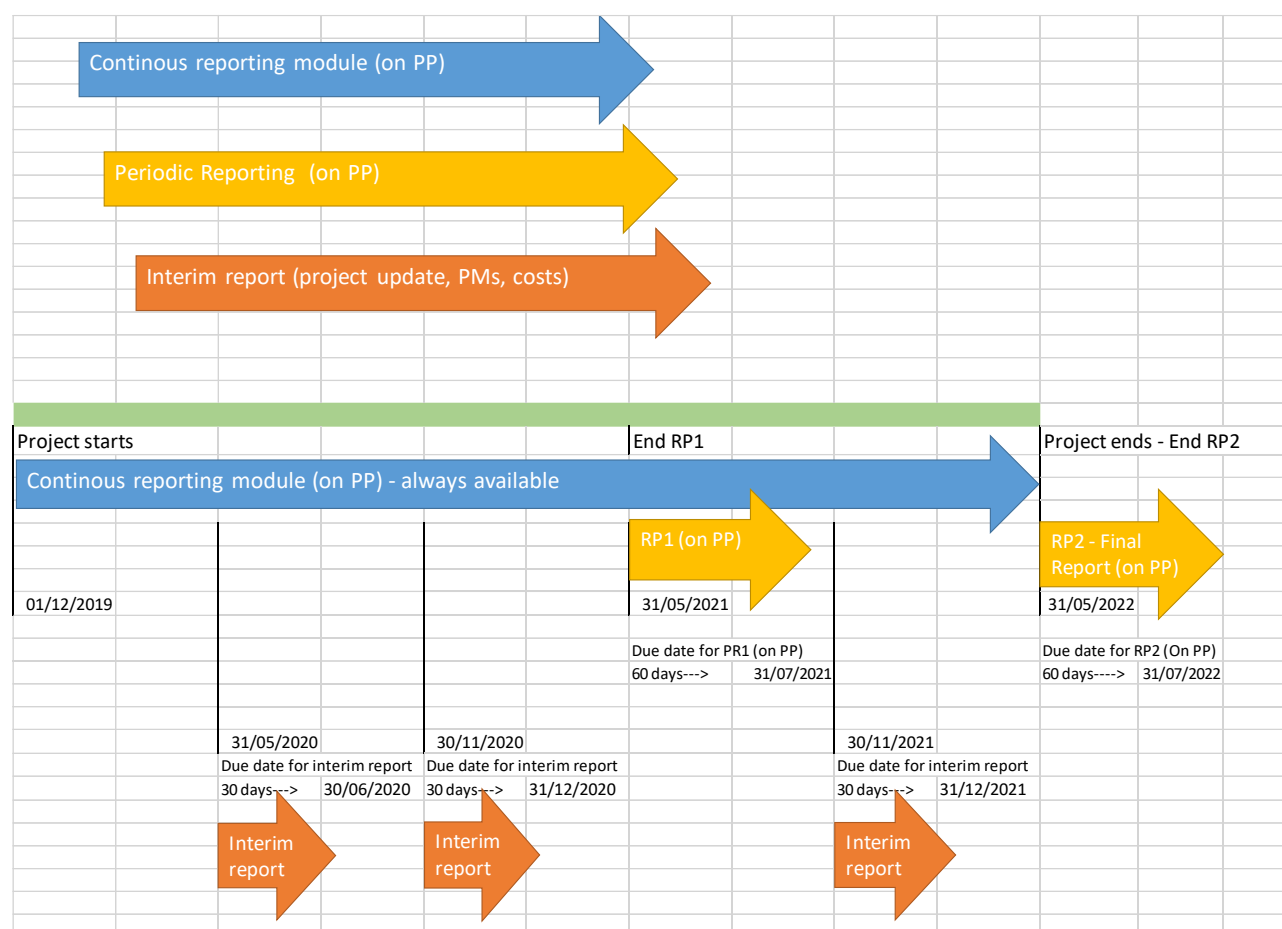 Continous reporting module (on PP)
Periodic Reporting (on PP)
Interim report (project update, PMs, costs)
Project starts
End RP1
Project ends - End RP2
Continous reporting module (on PP) - always available
RP1 (on PP)
RP2 - Final
Report (on PP)
01/12/2019
31/05/2021
31/05/2022
Due date for PR1 (on PP)
60 days---> 31/07/2021
Due date for RP2 (On PP)
60 days----> 31/07/2022
31/05/2020
Due date for interim report
30 days---> 30/06/2020
30/11/2020
Due date for interim report
30 days---> 31/12/2020
30/11/2021
Due date for interim report
30 days---> 31/12/2021
Interim
report
Interim
report
Interim
report